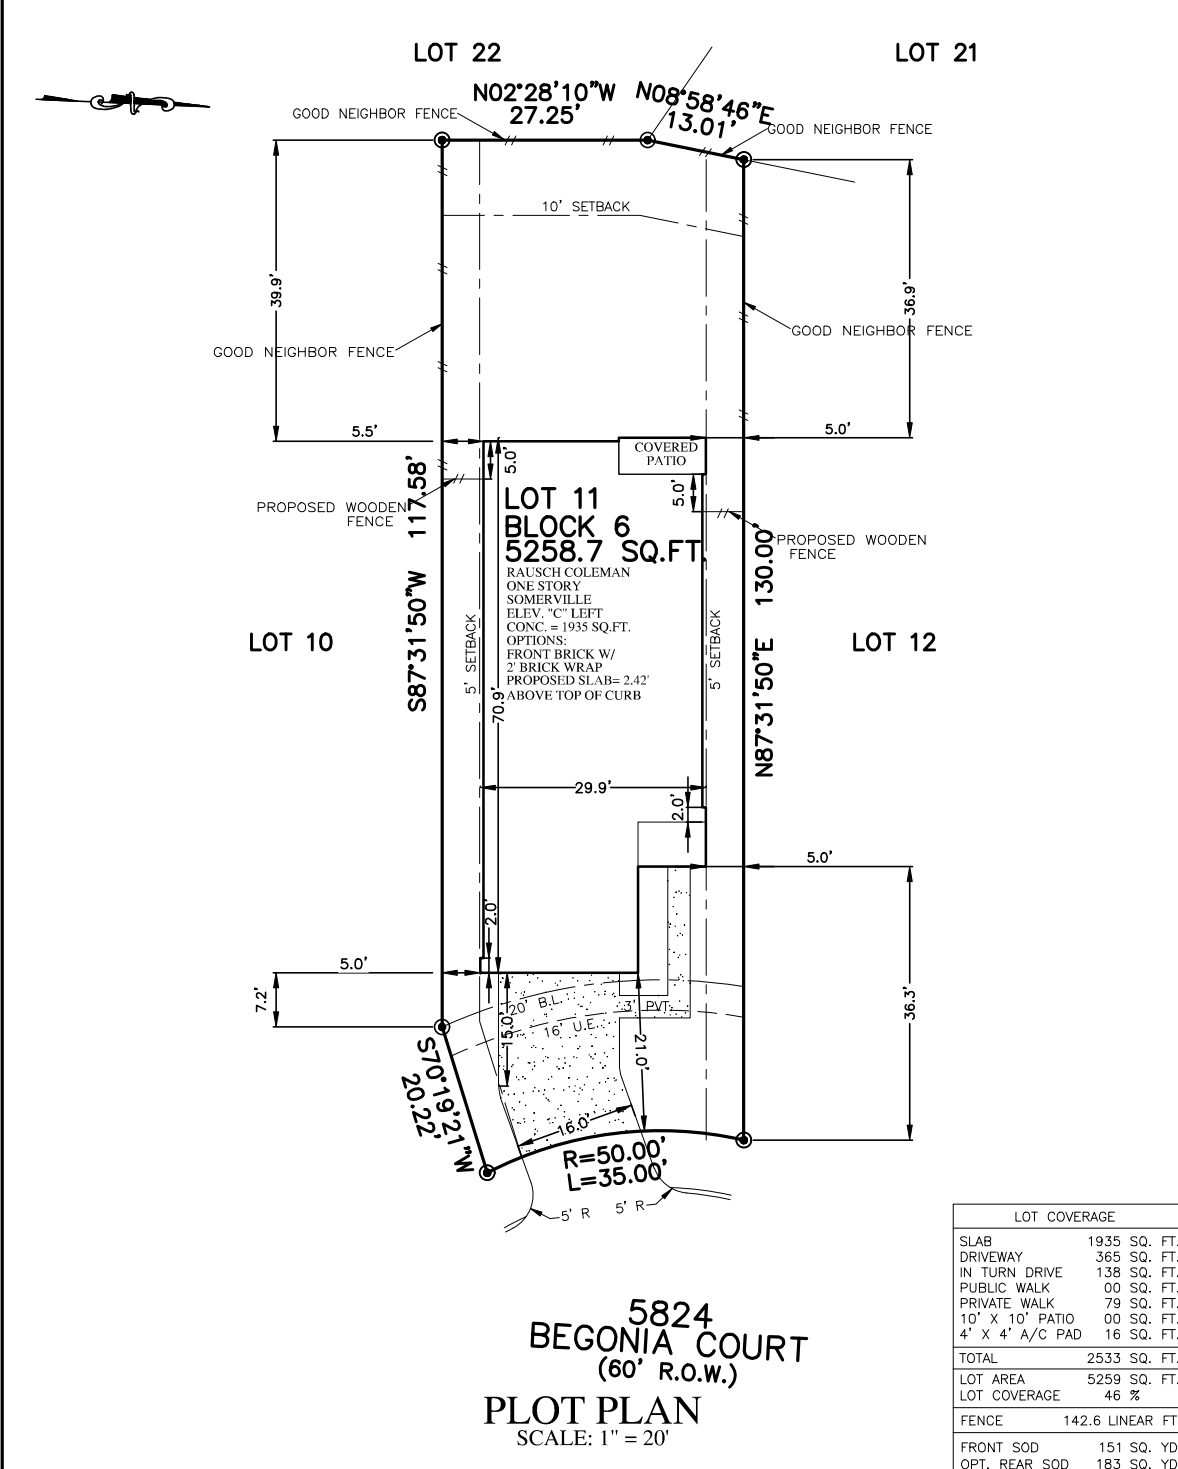 LOT 22
LOT 21
N02°28'10"W
27.25'
N08°58'46"E
13.01'
GOOD NEIGHBOR FENCE
GOOD NEIGHBOR FENCE
10' SETBACK
39.9'
36.9'
GOOD NEIGHBOR FENCE
GOOD NEIGHBOR FENCE
5.5'
5.0'
COVERED
PATIO
5.0'
5.0'
S87°31'50"W 117.58'
N87°31'50"E 130.00'
PROPOSED WOODEN
FENCE
PROPOSED WOODEN
FENCE
LOT 11
BLOCK 6
5258.7 SQ.FT.
RAUSCH COLEMAN
ONE STORY
SOMERVILLE
ELEV. "C" LEFT
CONC. = 1935 SQ.FT.
OPTIONS:
FRONT BRICK W/
2' BRICK WRAP
PROPOSED SLAB= 2.42'
ABOVE TOP OF CURB
LOT 10
LOT 12
5' SETBACK
5' SETBACK
70.9'
29.9'
2.0'
5.0'
2.0'
5.0'
7.2'
36.3'
20' B.L.
3' PVT.
16' U.E.
15.0'
21.0'
S70°19'21"W
20.22'
16.0'
R=50.00'
L=35.00'
5' R
5' R
5824
BEGONIA COURT
(60' R.O.W.)
PLOT PLAN
SCALE: 1" = 20'
LOT COVERAGE
SLAB 1935 SQ. FT.
DRIVEWAY 365 SQ. FT.
IN TURN DRIVE 138 SQ. FT.
PUBLIC WALK 00 SQ. FT.
PRIVATE WALK 79 SQ. FT.
10' X 10' PATIO 00 SQ. FT.
4' X 4' A/C PAD 16 SQ. FT.
TOTAL 2533 SQ. FT.
LOT AREA 5259 SQ. FT.
LOT COVERAGE 46 %
FENCE 142.6 LINEAR FT
FRONT SOD 151 SQ. YD
OPT. REAR SOD 183 SQ. YD